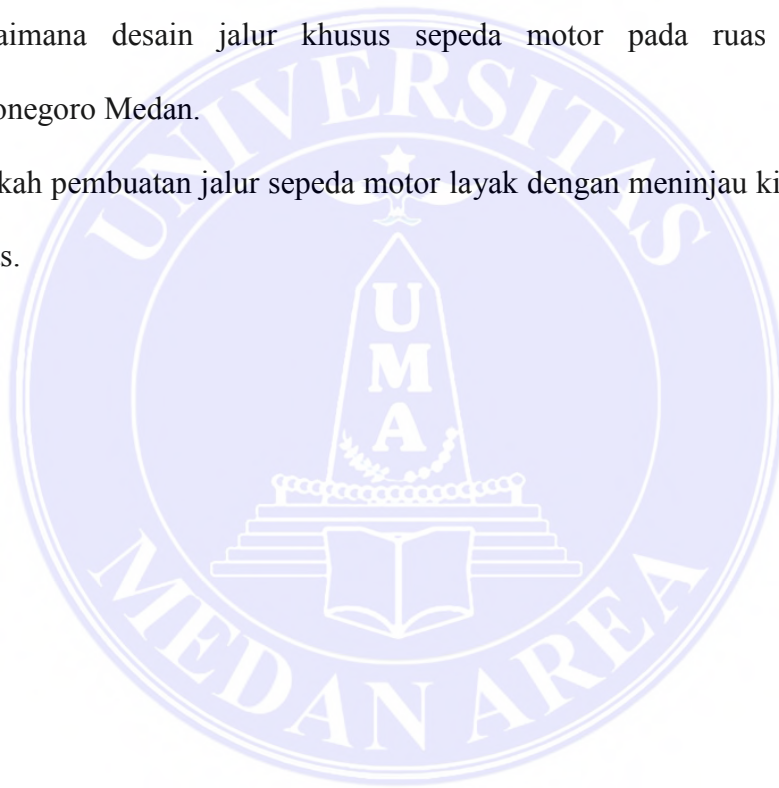 aimana desain jalur khusus sepeda motor pada ruas
onegoro Medan.
kah pembuatan jalur sepeda motor layak dengan meninjau ki
s.
UNIVERSITAS
UMA
MEDAN AREA